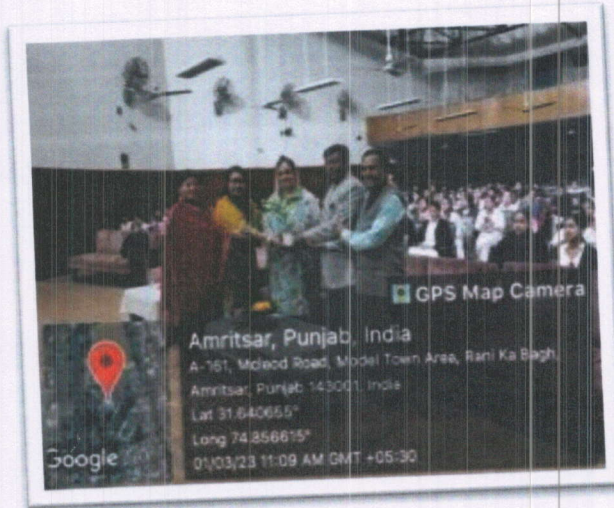 GPS Map Camera
Amritsar, Punjab, India
A-161, Mcleod Road, Model Town Area, Rani Ka Bagh,
Amritsar, Punjab 143001, India
Lat 31.640655°
Long 74.856615°
01/03/23 11:09 AM GMT +05:30
Google